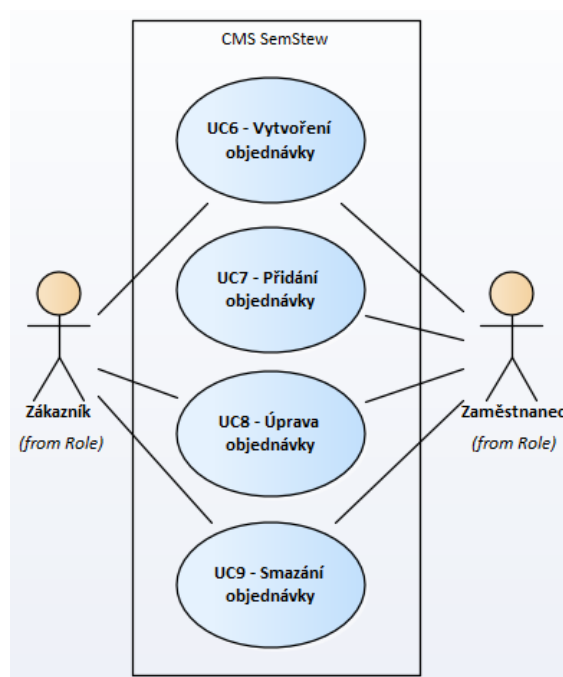 CMS SemStew
UC6 - Vytvoření
objednávky
UC7 - Přidání
objednávky
Zákazník
(from Role)
Zaměstnanec
(from Role)
UC8 - Úprava
objednávky
UC9 - Smazání
objednávky